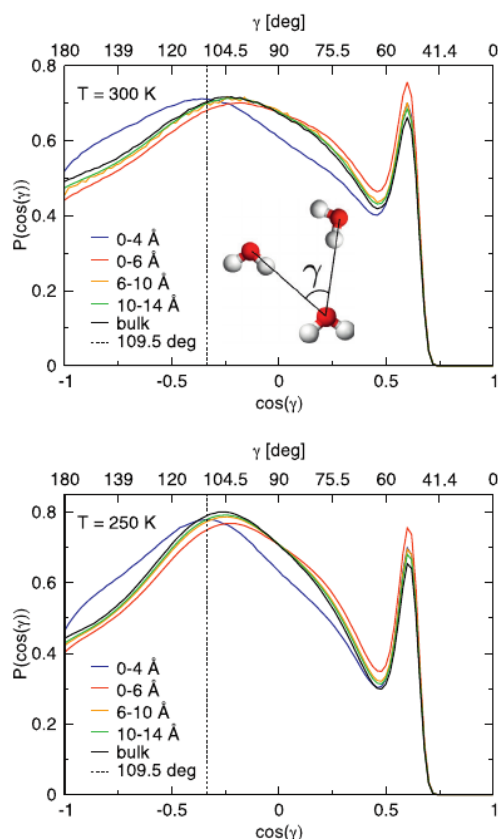 γ [deg]
180 139 120 104.5 90 75.5 60 41.4 0
0.8
0.6
0.4
0.2
0
P(cos(γ))
T = 300 K
0-4 Å
0-6 Å
6-10 Å
10-14 Å
bulk
109.5 deg
γ
-1 -0.5 0 0.5 1
cos(γ)
γ [deg]
180 139 120 104.5 90 75.5 60 41.4 0
0.8
0.6
0.4
0.2
0
P(cos(γ))
T = 250 K
0-4 Å
0-6 Å
6-10 Å
10-14 Å
bulk
109.5 deg
-1 -0.5 0 0.5 1
cos(γ)